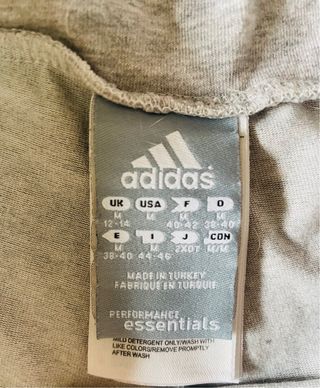 adidas
UK USA F D
M M M M
12-14 40-42 38-40
E I J CDN
M M M/M
38-40 44-46 2XOT
MADE IN TURKEY
FABRIQUE EN TURQUIE
PERFORMANCE
essentials
MILD DETERGENT ONLY/WASH WITH
LIKE COLORS/REMOVE PROMPTLY
AFTER WASH